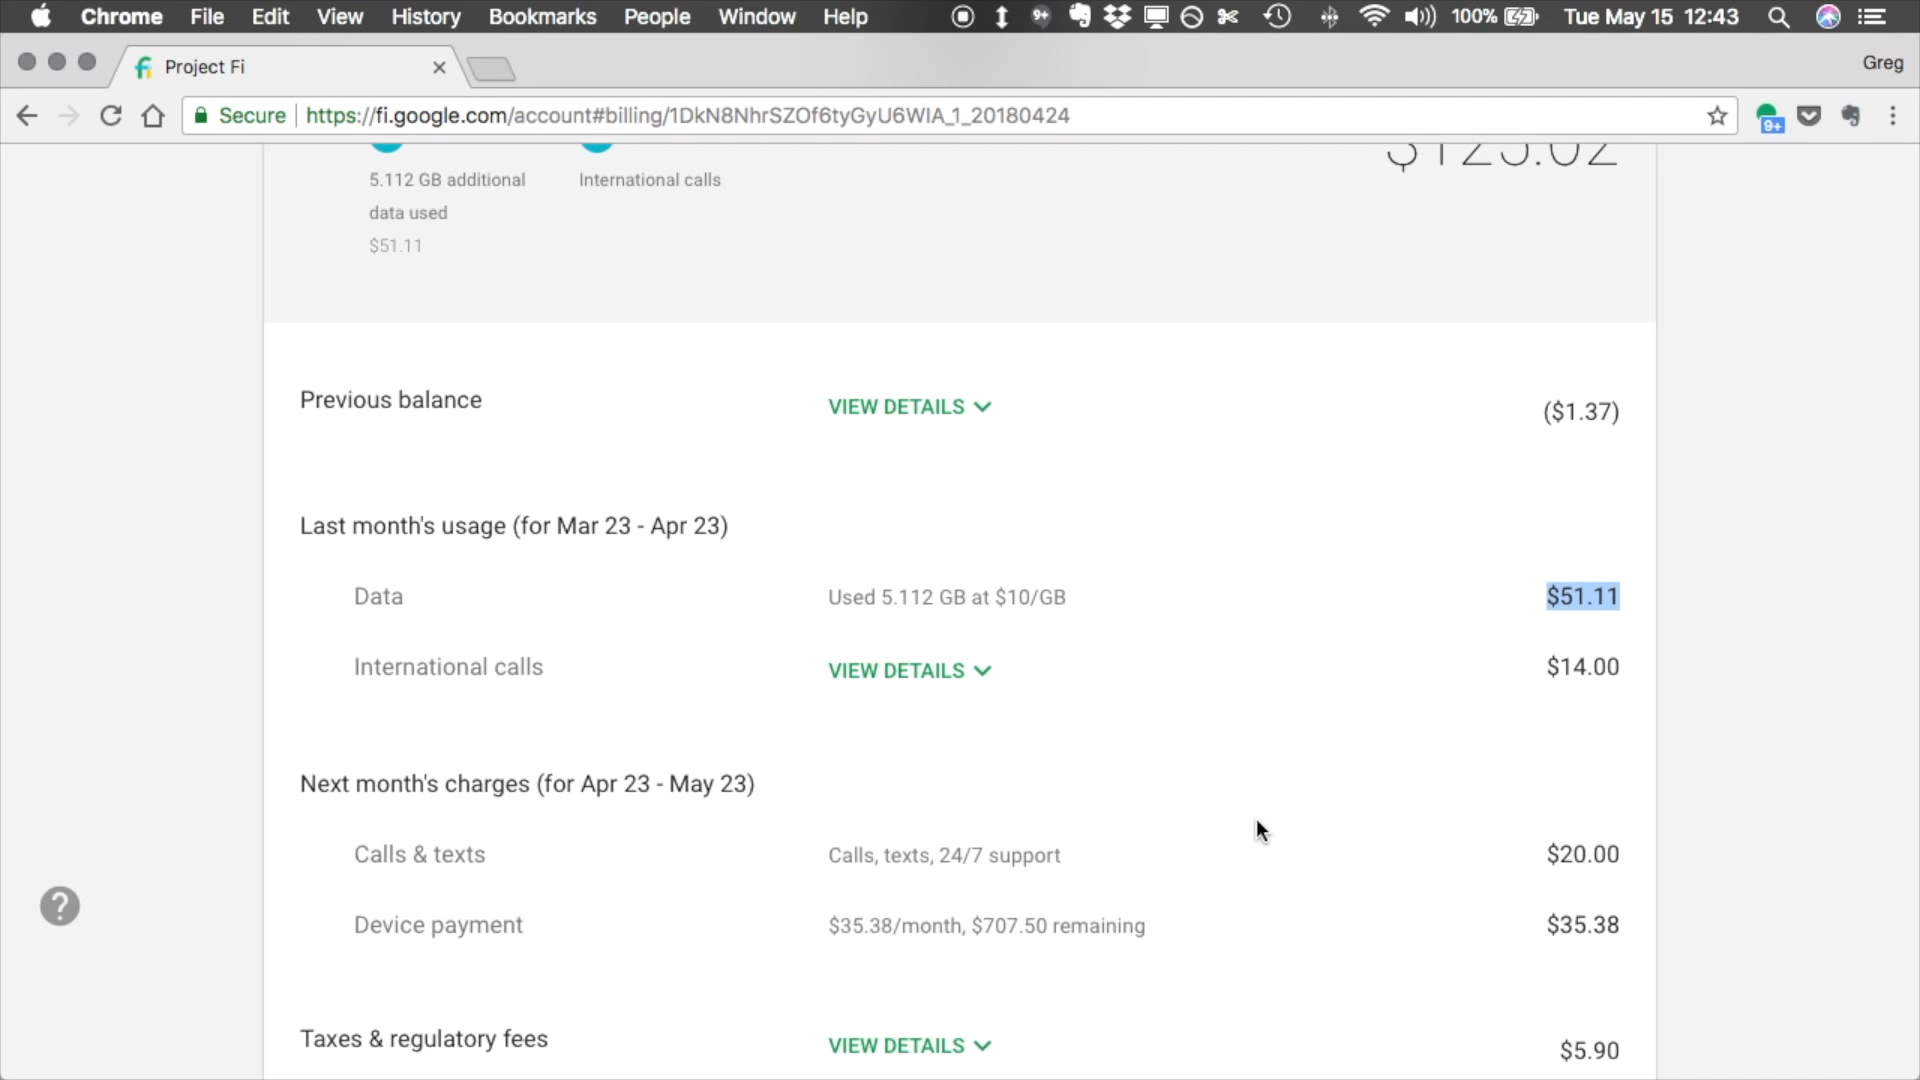 Chrome File Edit View History Bookmarks People Window Help 9+ 100% Tue May 15 12:43
Project Fi Greg
Secure https://fi.google.com/account#billing/1DkN8NhrSZOf6tyGyU6WIA_1_20180424 9+
5.112 GB additional International calls
data used
$51.11
Previous balance VIEW DETAILS ($1.37)
Last month's usage (for Mar 23 - Apr 23)
Data Used 5.112 GB at $10/GB $51.11
International calls VIEW DETAILS $14.00
Next month's charges (for Apr 23 - May 23)
Calls & texts Calls, texts, 24/7 support $20.00
Device payment $35.38/month, $707.50 remaining $35.38
?
Taxes & regulatory fees VIEW DETAILS $5.90